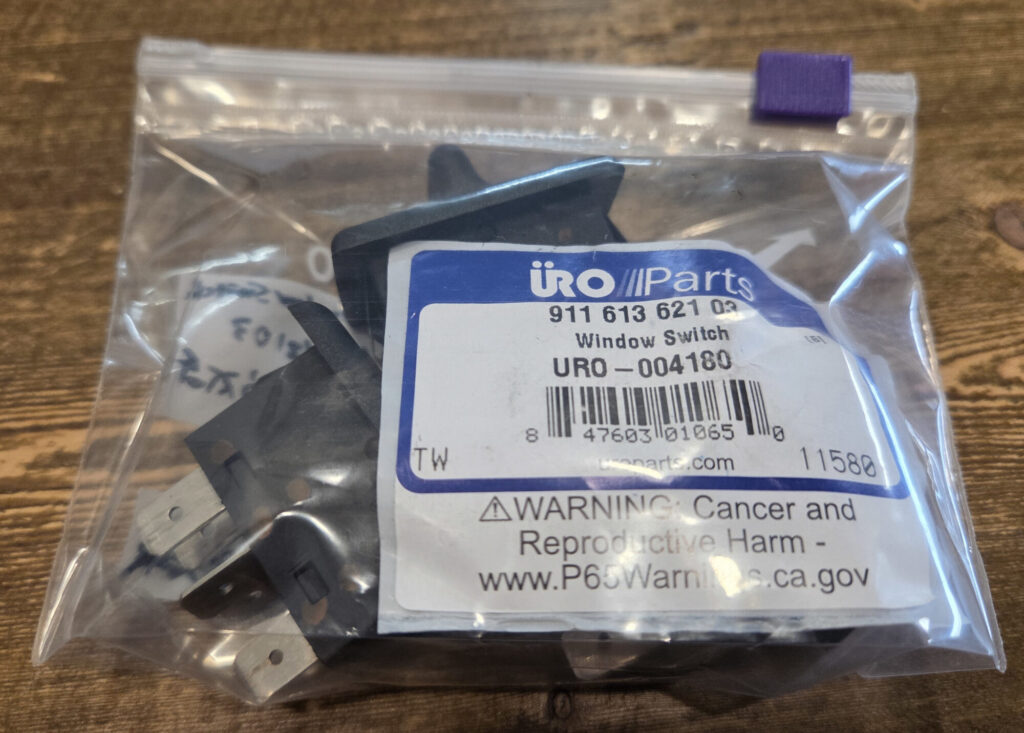 ÜRO///Parts
911 613 621 03
Window Switch
URO-004180
8 47603 01065 0
TW uroparts.com 11580
⚠WARNING: Cancer and
Reproductive Harm -
www.P65Warnings.ca.gov